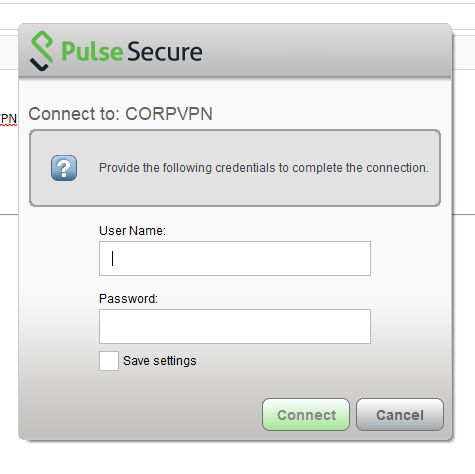 Pulse Secure
Connect to: CORPVPN
PN
?
Provide the following credentials to complete the connection.
User Name:
Password:
Save settings
Connect
Cancel